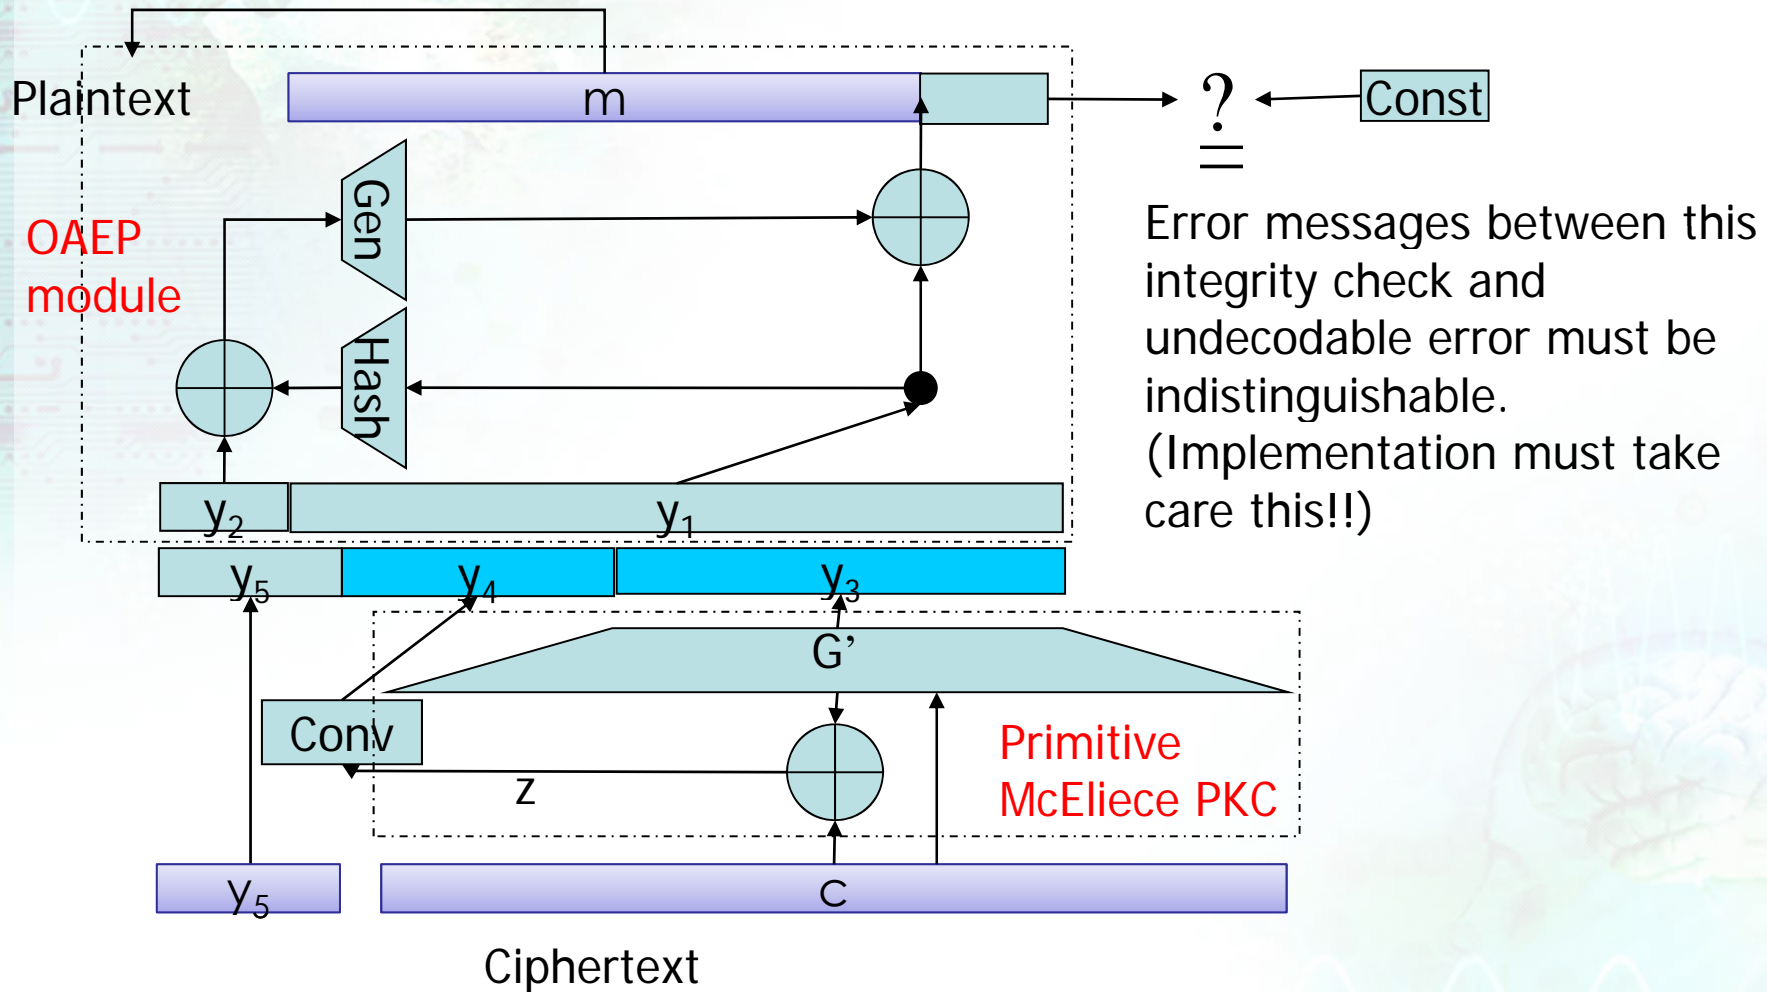 Plaintext
m
?
=
Const
Gen
OAEP
module
Error messages between this
integrity check and
undecodable error must be
indistinguishable.
(Implementation must take
care this!!)
Hash
y2
y1
y5
y4
y3
G’
Conv
z
Primitive
McEliece PKC
y5
c
Ciphertext